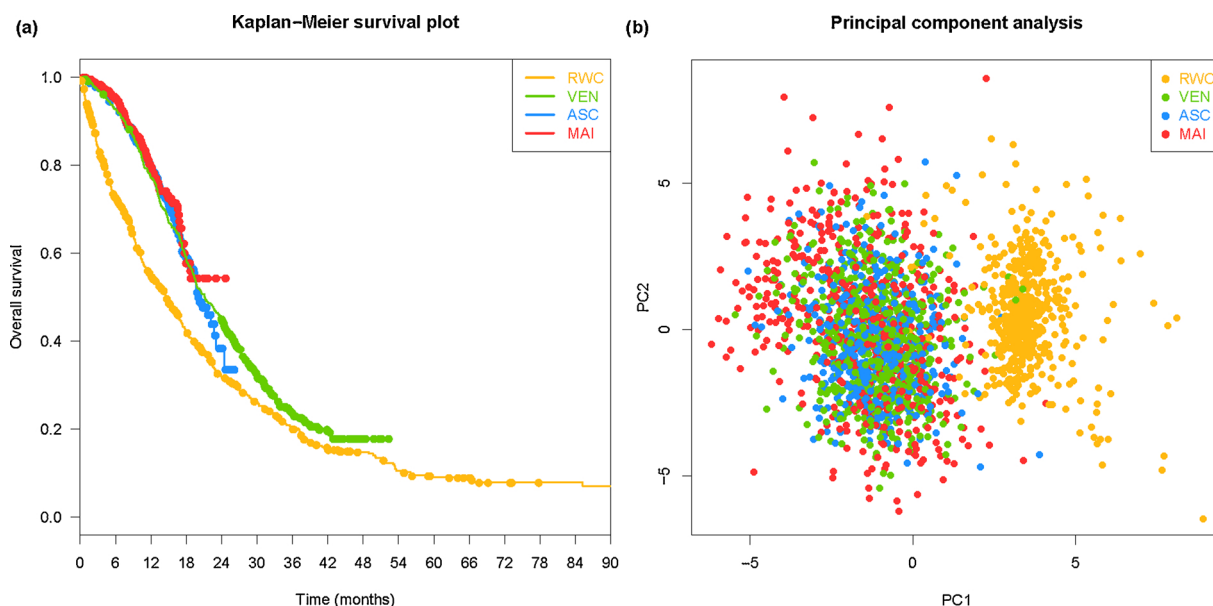 (a)
Kaplan−Meier survival plot
RWC
VEN
ASC
MAI
1.0
0.8
0.6
0.4
0.2
0.0
Overall survival
0 6 12 18 24 30 36 42 48 54 60 66 72 78 84 90
Time (months)
(b)
Principal component analysis
RWC
VEN
ASC
MAI
5
0
−5
PC2
−5 0 5
PC1